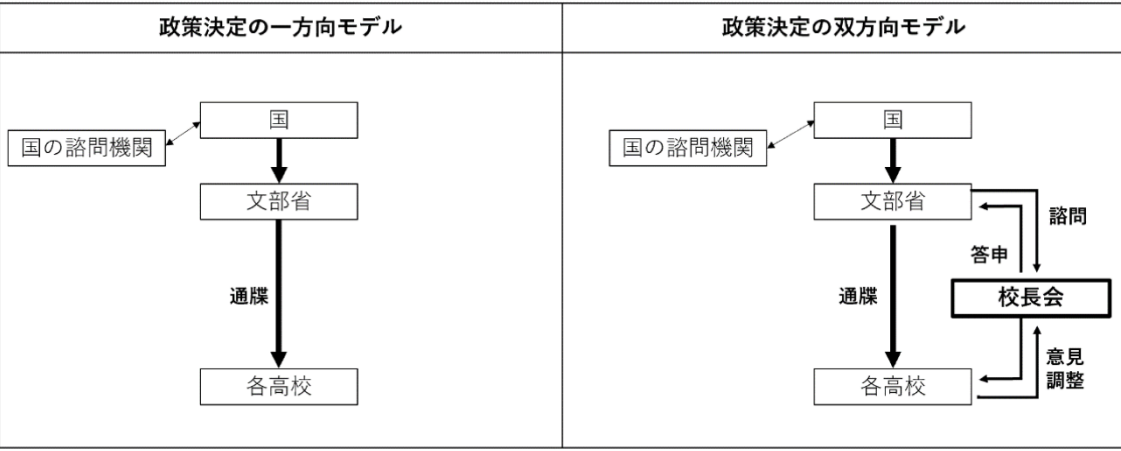 政策決定の一方向モデル
政策決定の双方向モデル
国
国の諮問機関
文部省
通牒
各高校
国
国の諮問機関
文部省
諮問
答申
校長会
通牒
意見
調整
各高校